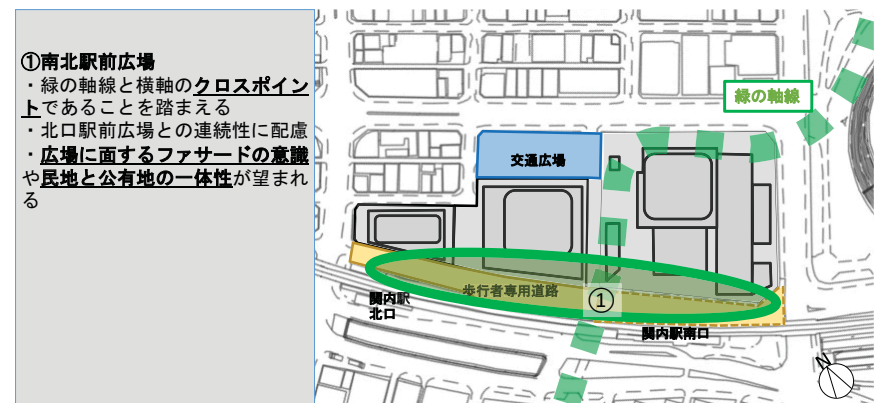 ①南北駅前広場
・緑の軸線と横軸のクロスポイン
トであることを踏まえる
・北口駅前広場との連続性に配慮
・広場に面するファサードの意識
や民地と公有地の一体性が望まれ
る
緑の軸線
交通広場
歩行者専用道路
①
関内駅
北口
関内駅南口
N